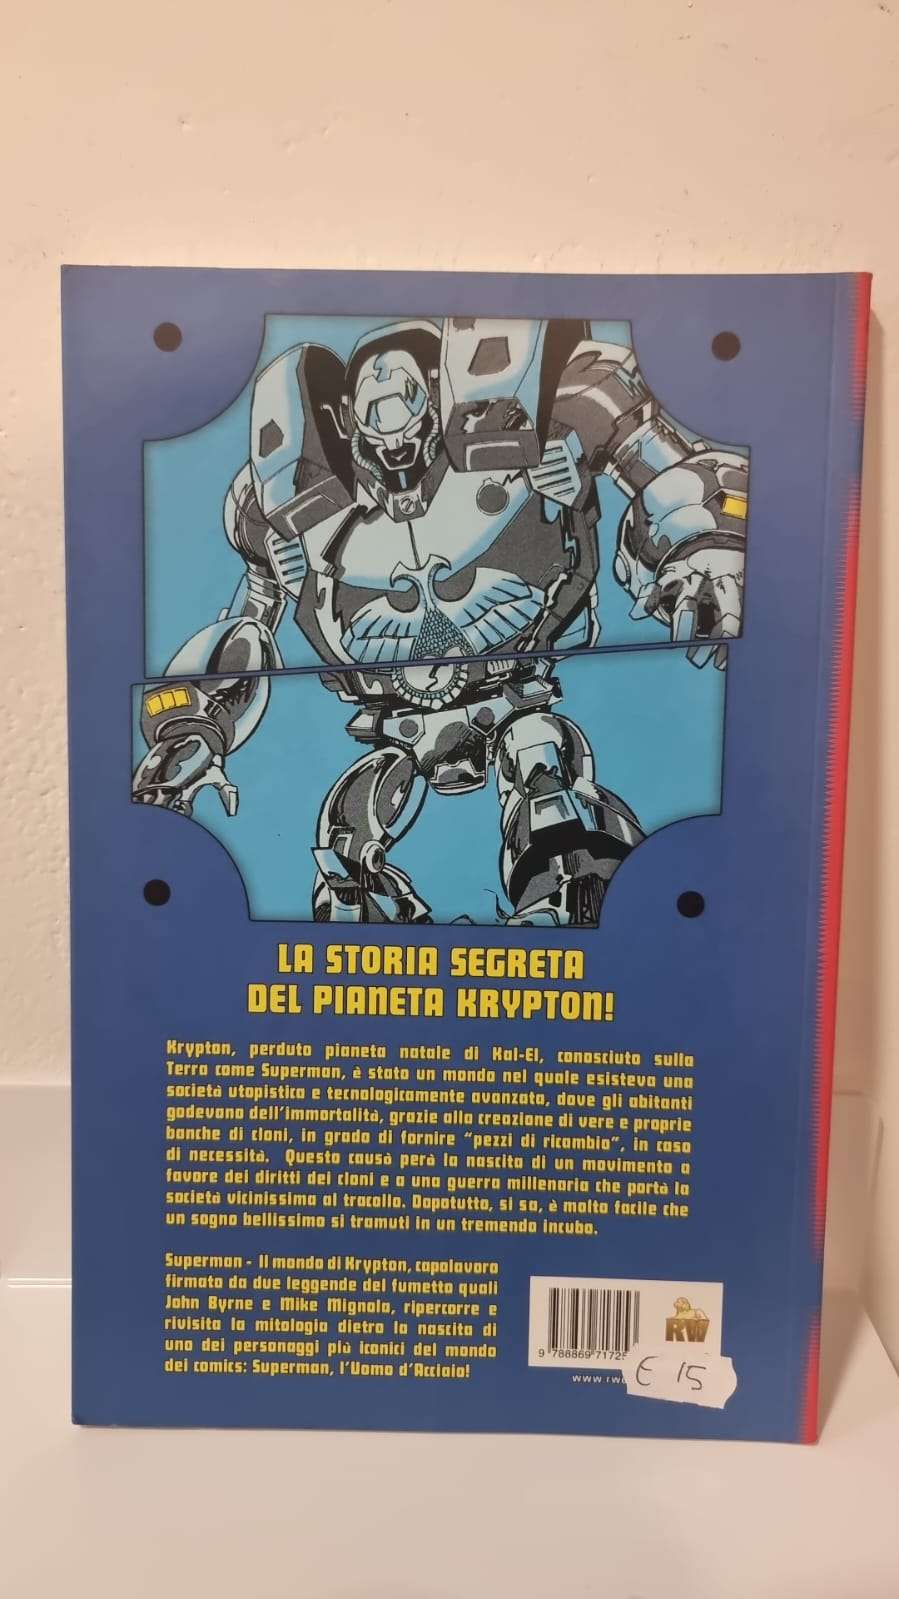 LA STORIA SEGRETA
DEL PIANETA KRYPTON!
Krypton, perduto pianeta natale di Kal-El, conosciuto sulla
Terra come Superman, è stato un mondo nel quale esisteva una
società utopistica e tecnologicamente avanzata, dove gli abitanti
godevano dell'immortalità, grazie alla creazione di vere e proprie
banche di cloni, in grado di fornire "pezzi di ricambio", in caso
di necessità. Questo causò però la nascita di un movimento a
favore dei diritti dei cloni e a una guerra millenaria che portò la
società vicinissima al tracollo. Dopotutto, si sa, è molto facile che
un sogno bellissimo si tramuti in un tremendo incubo.
Superman - Il mondo di Krypton, capolavoro
firmato da due leggende del fumetto quali
John Byrne e Mike Mignola, ripercorre e
rivisita la mitologia dietro la nascita di
uno dei personaggi più iconici del mondo
dei comics: Superman, l'Uomo d'Acciaio!
RW
9 788869 7172
www.rw
€ 15